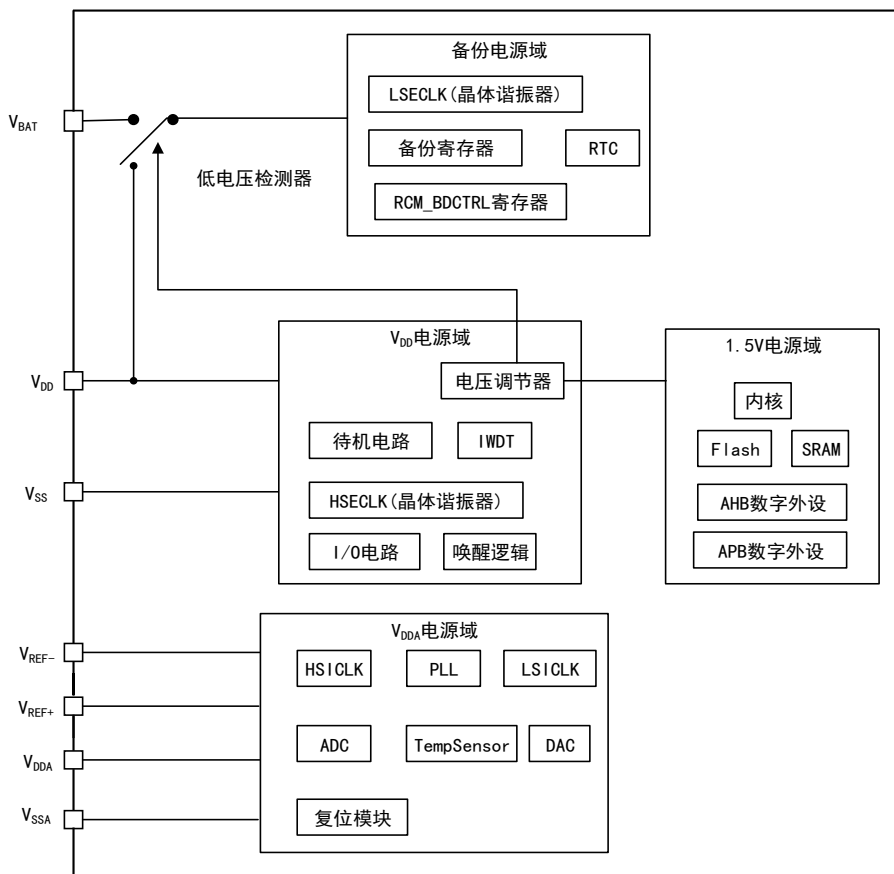 备份电源域
LSECLK(晶体谐振器)
V_BAT
备份寄存器
RTC
低电压检测器
RCM_BDCTRL寄存器
V_DD电源域
1.5V电源域
V_DD
电压调节器
内核
待机电路
IWDT
Flash
SRAM
V_SS
HSECLK(晶体谐振器)
AHB数字外设
I/O电路
唤醒逻辑
APB数字外设
V_DDA电源域
V_REF-
HSICLK
PLL
LSICLK
V_REF+
ADC
TempSensor
DAC
V_DDA
V_SSA
复位模块